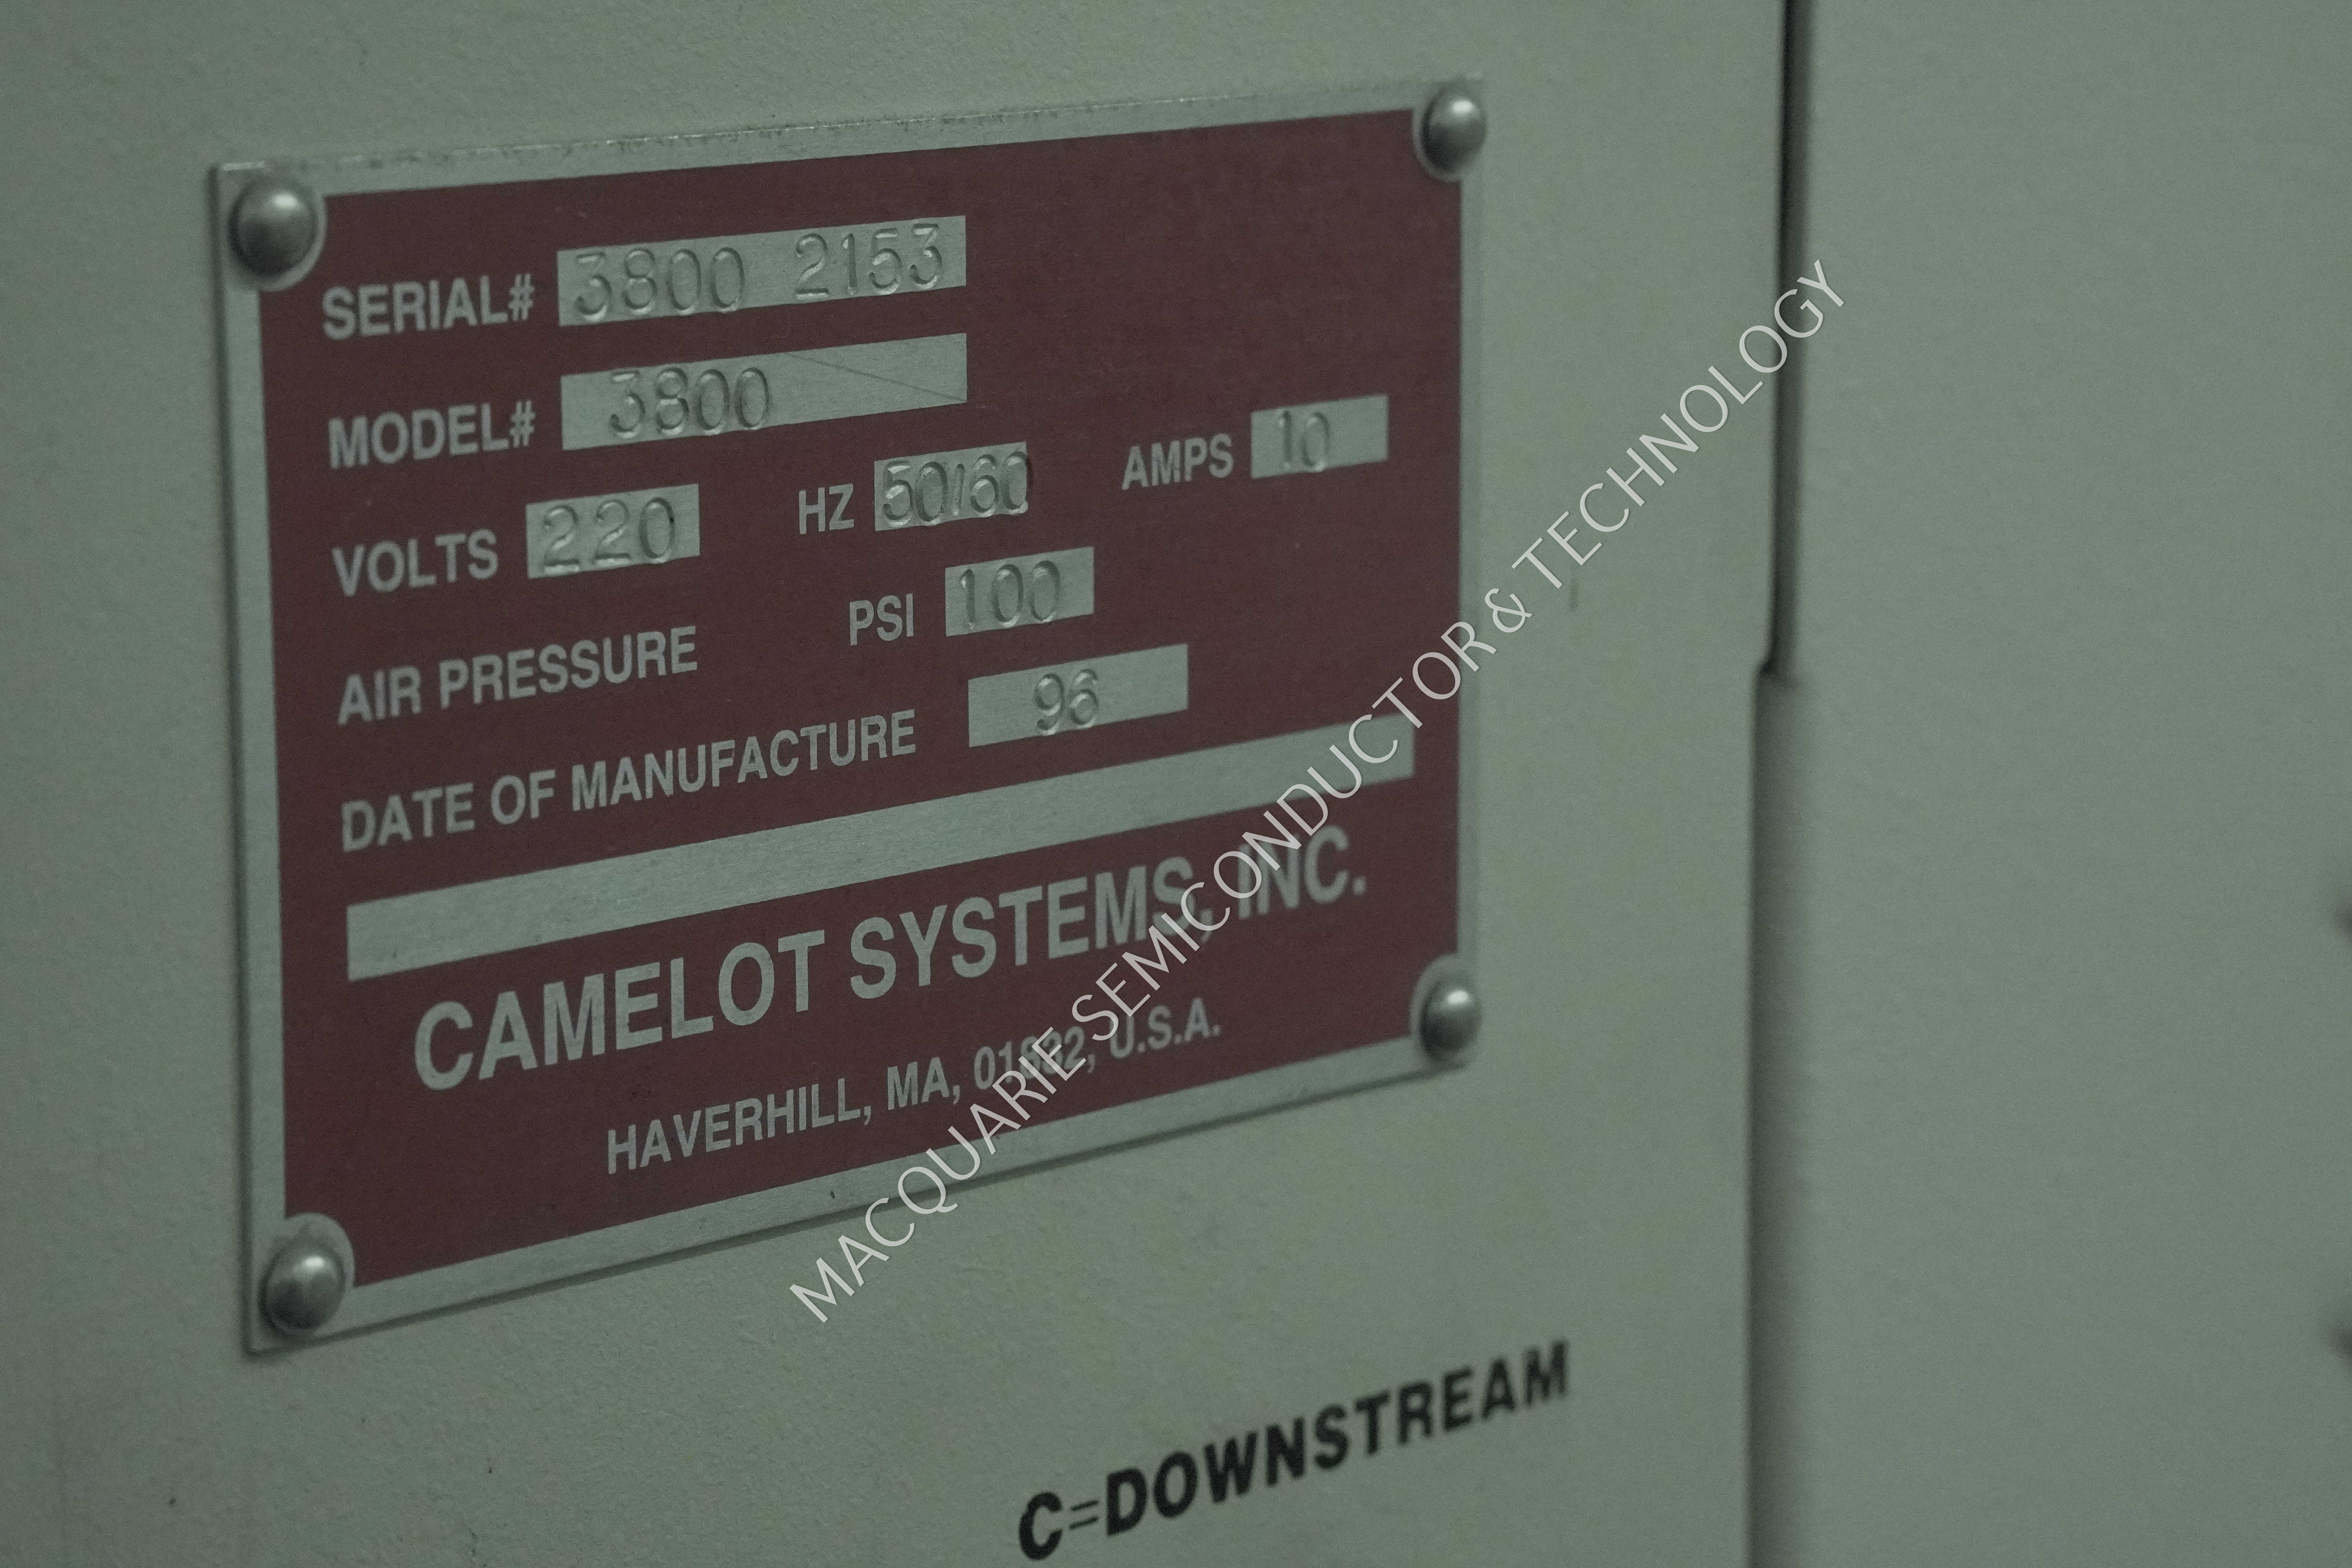 SERIAL# 3800 2153
MODEL# 3800
VOLTS 220 HZ 50/60 AMPS 10
AIR PRESSURE PSI 100
DATE OF MANUFACTURE 96
CAMELOT SYSTEMS, INC.
HAVERHILL, MA, 01832, U.S.A.
MACQUARIE SEMICONDUCTOR & TECHNOLOGY
C=DOWNSTREAM